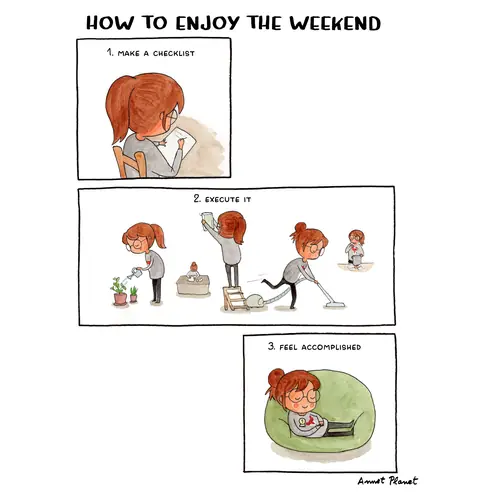 HOW TO ENJOY THE WEEKEND
1. MAKE A CHECKLIST
2. EXECUTE IT
3. FEEL ACCOMPLISHED
Annet Planet